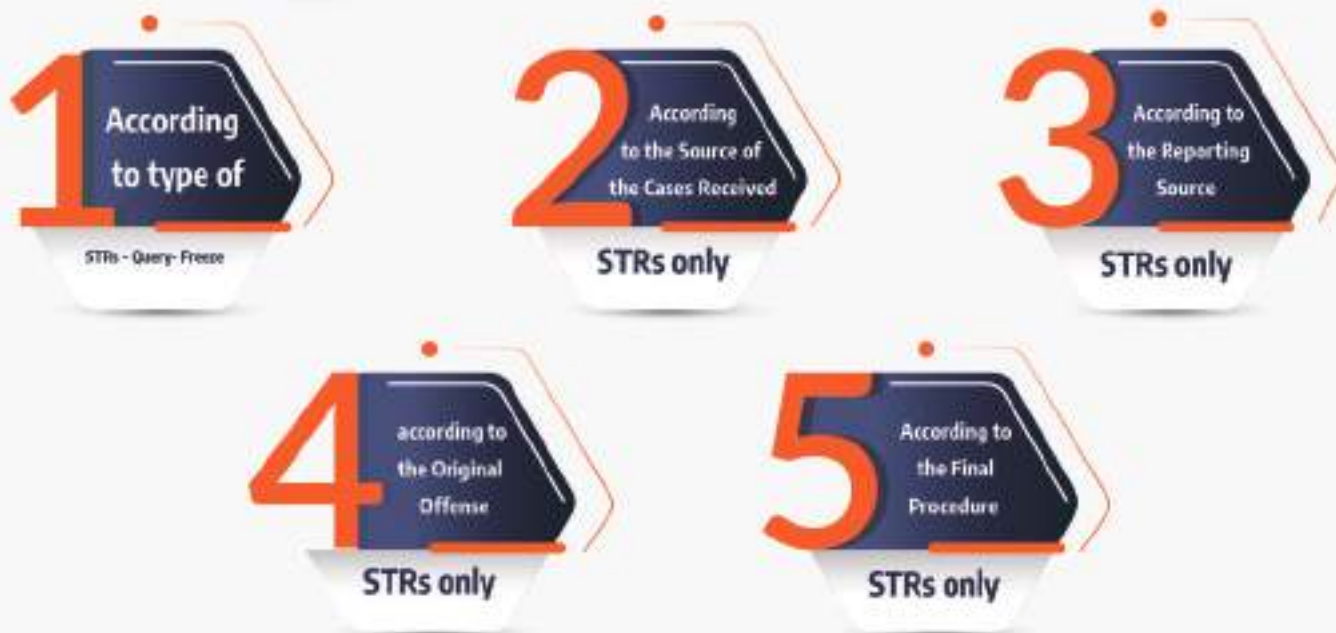 1
According
to type of
STRs - Query- Freeze
2
According
to the Source of
the Cases Received
STRs only
3
According to
the Reporting
Source
STRs only
4
according to
the Original
Offense
STRs only
5
According to
the Final
Procedure
STRs only